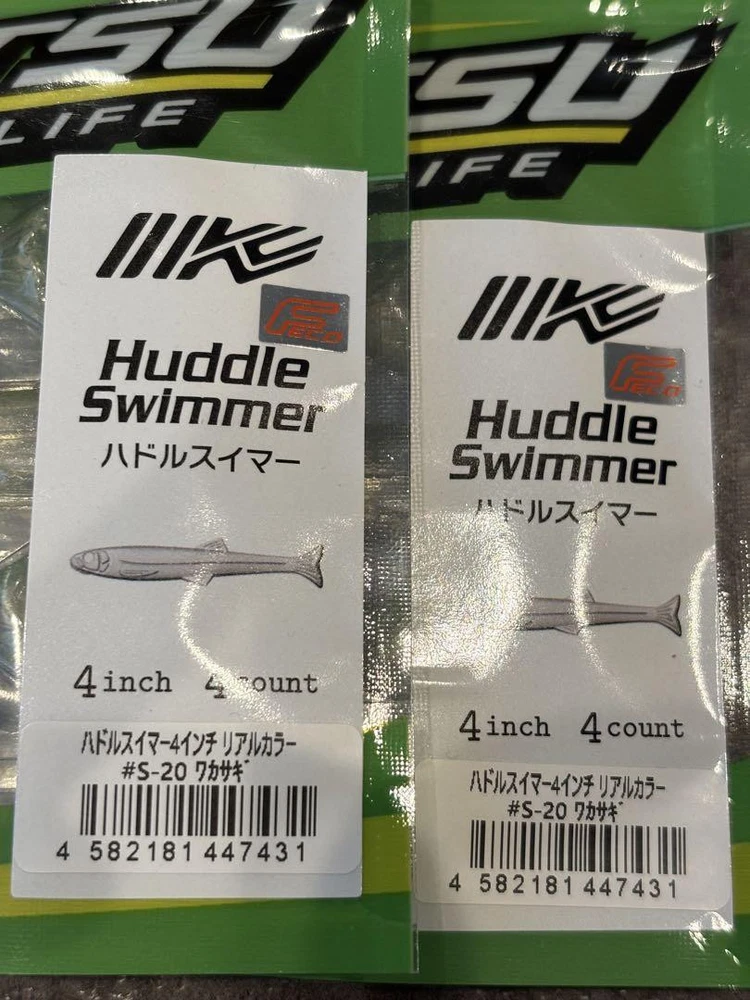 TSU
LIFE
IIIKE
FECO
Huddle
Swimmer
ハドルスイマー
4inch 4count
ハドルスイマー4インチ リアルカラー
#S-20 ワカサギ
4 582181 447431
TSU
LIFE
IIIKE
FECO
Huddle
Swimmer
ハドルスイマー
4inch 4count
ハドルスイマー4インチ リアルカラー
#S-20 ワカサギ
4 582181 447431